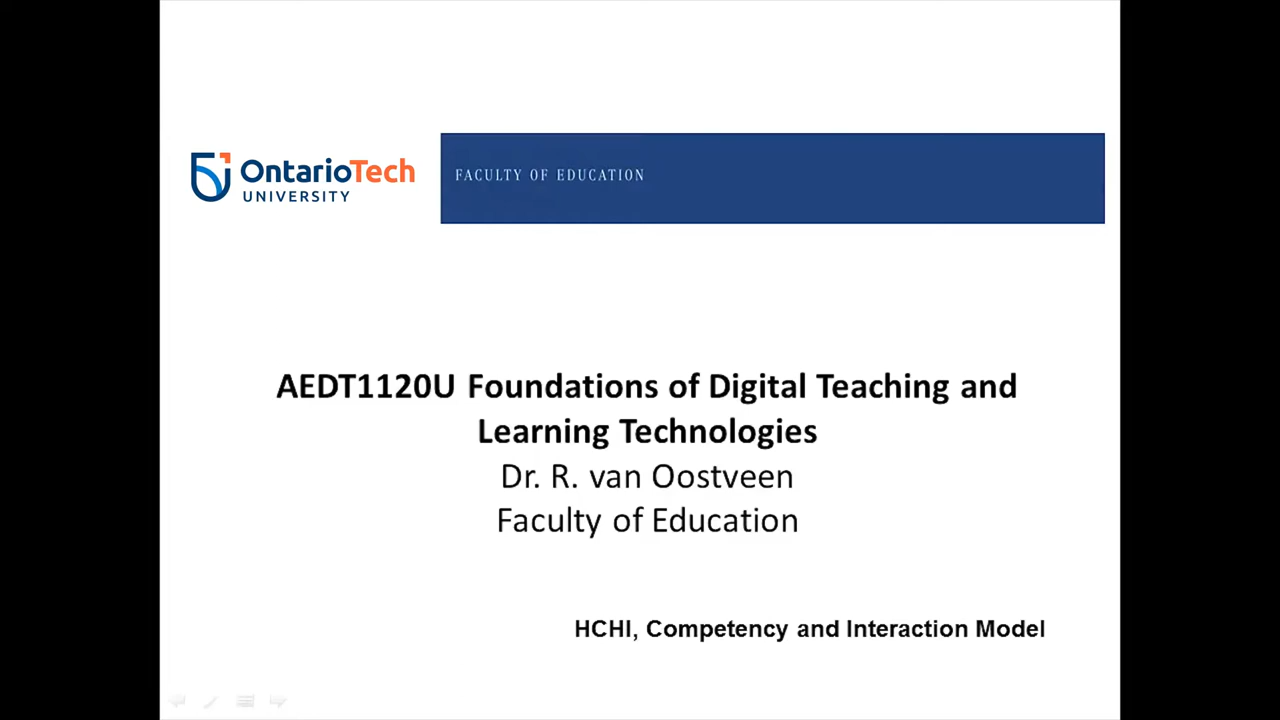 OntarioTech
UNIVERSITY
FACULTY OF EDUCATION
AEDT1120U Foundations of Digital Teaching and
Learning Technologies
Dr. R. van Oostveen
Faculty of Education
HCHI, Competency and Interaction Model